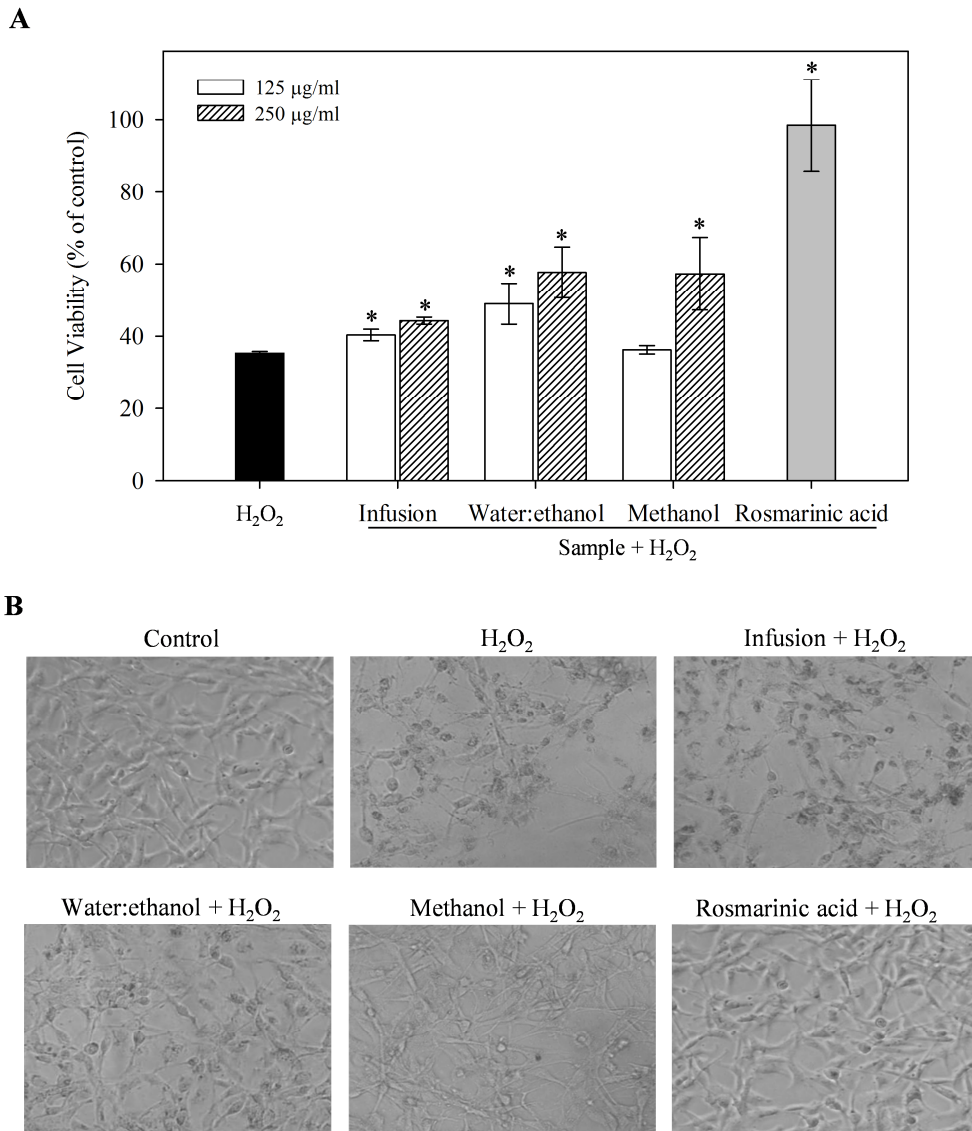 A
125 µg/ml
250 µg/ml
*
*
*
*
*
*
Cell Viability (% of control)
100
80
60
40
20
0
H₂O₂
Infusion
Water:ethanol
Methanol
Rosmarinic acid
Sample + H₂O₂
B
Control
H₂O₂
Infusion + H₂O₂
Water:ethanol + H₂O₂
Methanol + H₂O₂
Rosmarinic acid + H₂O₂